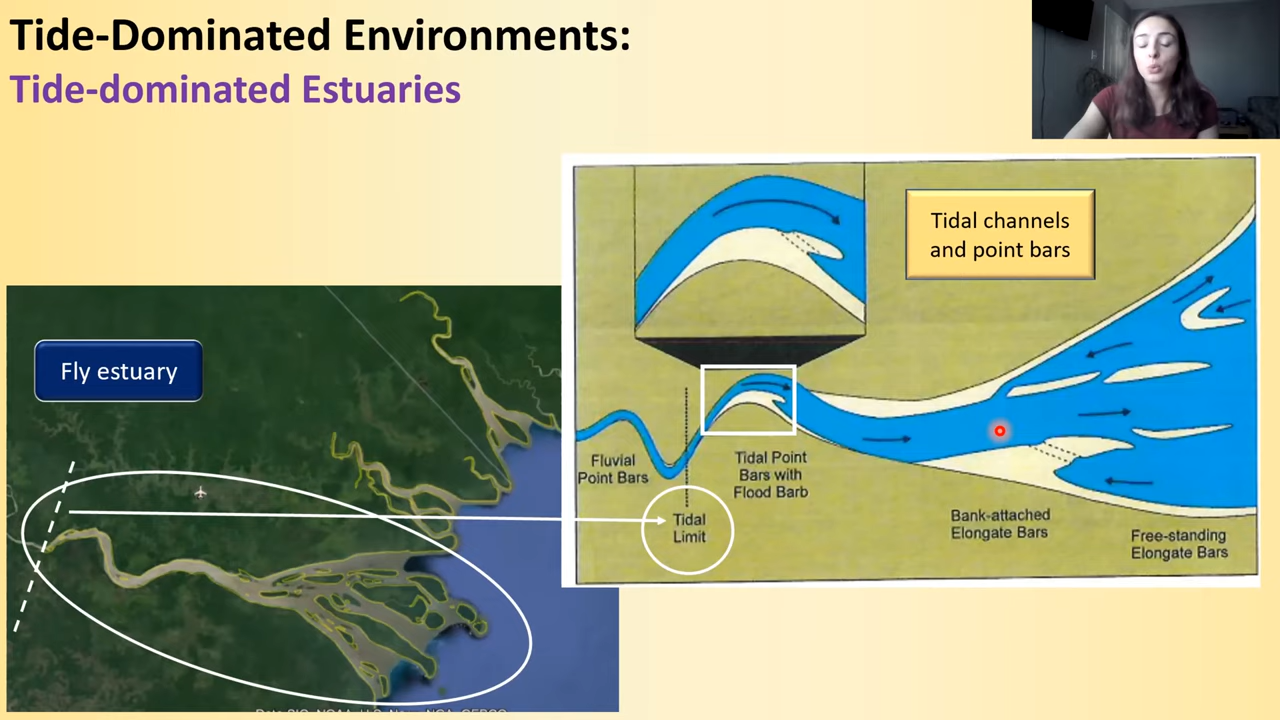 Tide-Dominated Environments:
Tide-dominated Estuaries
Fly estuary
Tidal channels
and point bars
Fluvial
Point Bars
Tidal Point
Bars with
Flood Barb
Tidal
Limit
Bank-attached
Elongate Bars
Free-standing
Elongate Bars